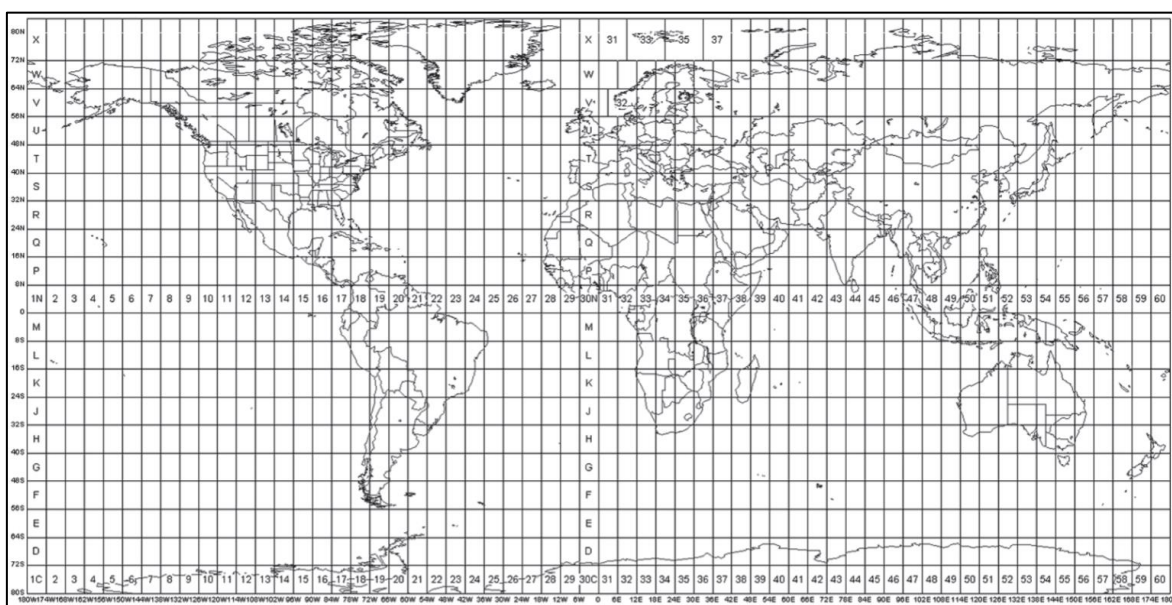 80N X X 31 33 35 37
72N
W W
64N
V V 32
56N
U U
48N
T T
40N
S S
32N
R R
24N
Q Q
16N
P P
8N
1N 2 3 4 5 6 7 8 9 10 11 12 13 14 15 16 17 18 19 20 21 22 23 24 25 26 27 28 29 30N 31 32 33 34 35 36 37 38 39 40 41 42 43 44 45 46 47 48 49 50 51 52 53 54 55 56 57 58 59 60
0
M M
8S
L L
16S
K K
24S
J J
32S
H H
40S
G G
48S
F F
56S
E E
64S
D D
72S
1C 2 3 4 5 6 7 8 9 10 11 12 13 14 15 16 17 18 19 20 21 22 23 24 25 26 27 28 29 30C 31 32 33 34 35 36 37 38 39 40 41 42 43 44 45 46 47 48 49 50 51 52 53 54 55 56 57 58 59 60
80S
180W 174W 168W 162W 156W 150W 144W 138W 132W 126W 120W 114W 108W 102W 96W 90W 84W 78W 72W 66W 60W 54W 48W 42W 36W 30W 24W 18W 12W 6W 0 6E 12E 18E 24E 30E 36E 42E 48E 54E 60E 66E 72E 78E 84E 90E 96E 102E 108E 114E 120E 126E 132E 138E 144E 150E 156E 162E 168E 174E